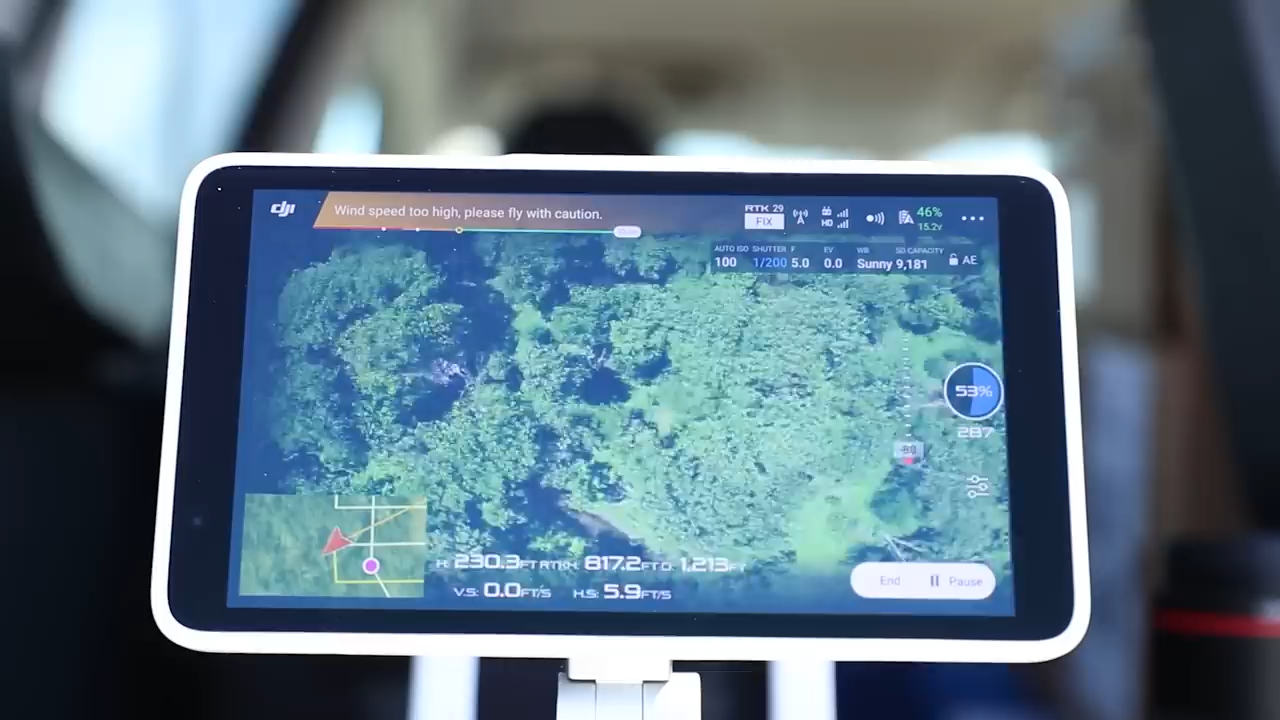 dji Wind speed too high, please fly with caution. RTK 29 46%
FIX HD 15.2V
AUTO ISO SHUTTER F EV WB SD CAPACITY
100 1/200 5.0 0.0 Sunny 9,181 AE
53%
287
H: 230.3FT RTKH: 817.2FT D: 1,213FT
V.S: 0.0FT/S H.S: 5.9FT/S
End Pause